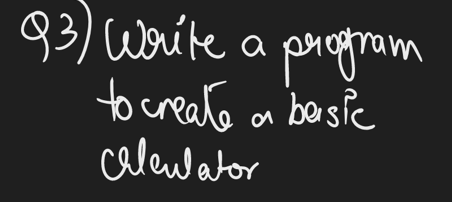 Q3) Write a program
to create a basic
calculator